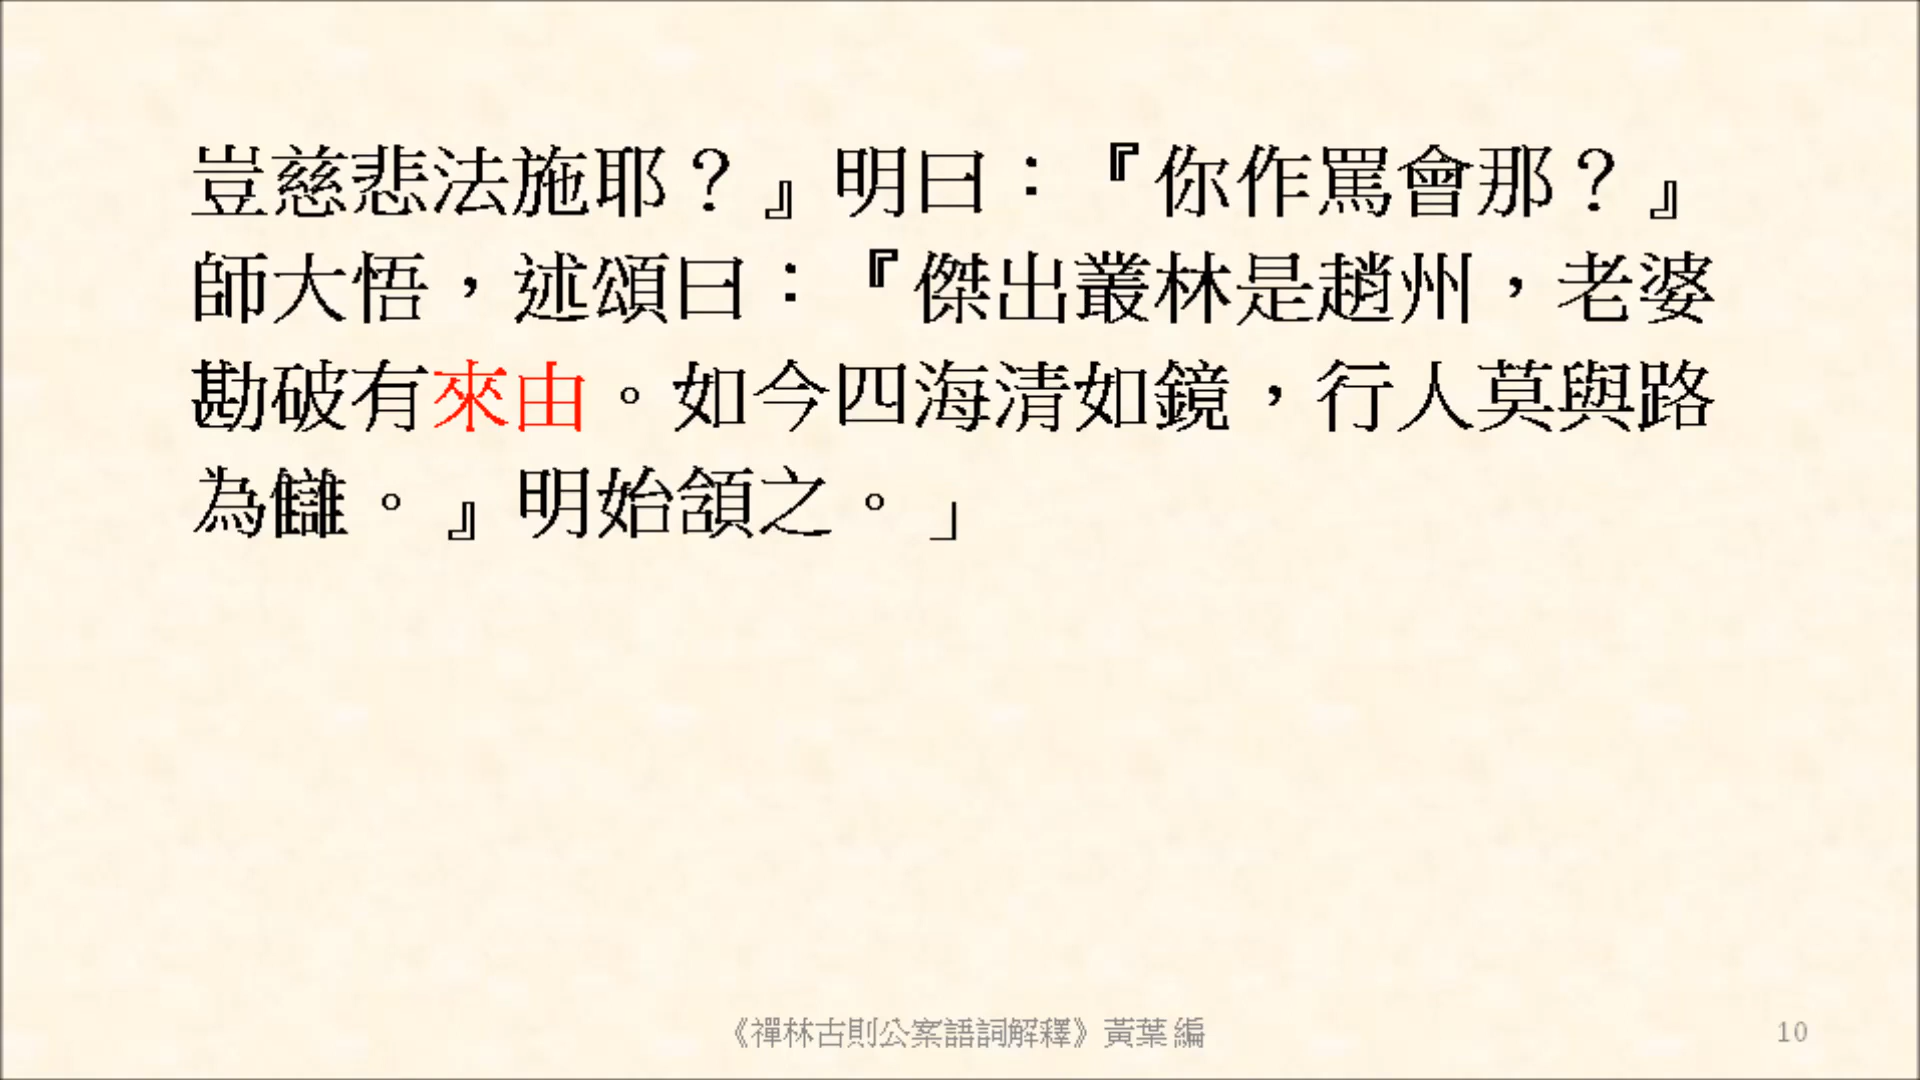 豈慈悲法施耶？』明曰：『你作罵會那？』
師大悟，述頌曰：『傑出叢林是趙州，老婆
勘破有來由。如今四海清如鏡，行人莫與路
為讎。』明始頷之。」
《禪林古則公案語詞解釋》黃葉 編
10